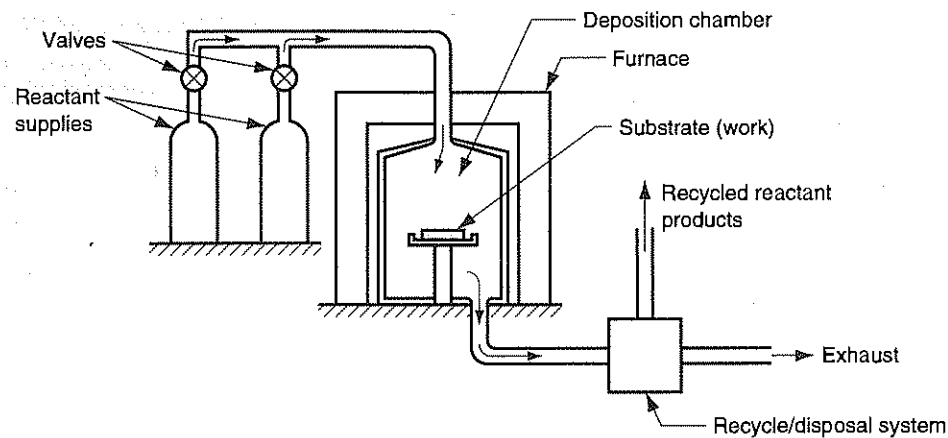 Deposition chamber
Valves
Furnace
Reactant
supplies
Substrate (work)
Recycled reactant
products
Exhaust
Recycle/disposal system